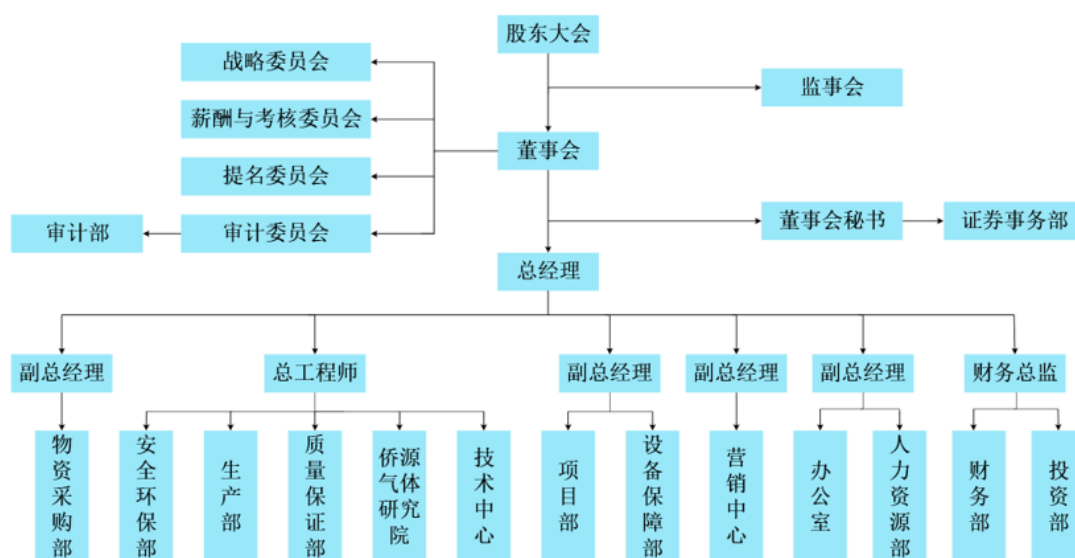 股东大会
战略委员会
监事会
薪酬与考核委员会
董事会
提名委员会
审计部
审计委员会
董事会秘书
证券事务部
总经理
副总经理
总工程师
副总经理
副总经理
副总经理
财务总监
物资采购部
安全环保部
生产部
质量保证部
侨源气体研究院
技术中心
项目部
设备保障部
营销中心
办公室
人力资源部
财务部
投资部